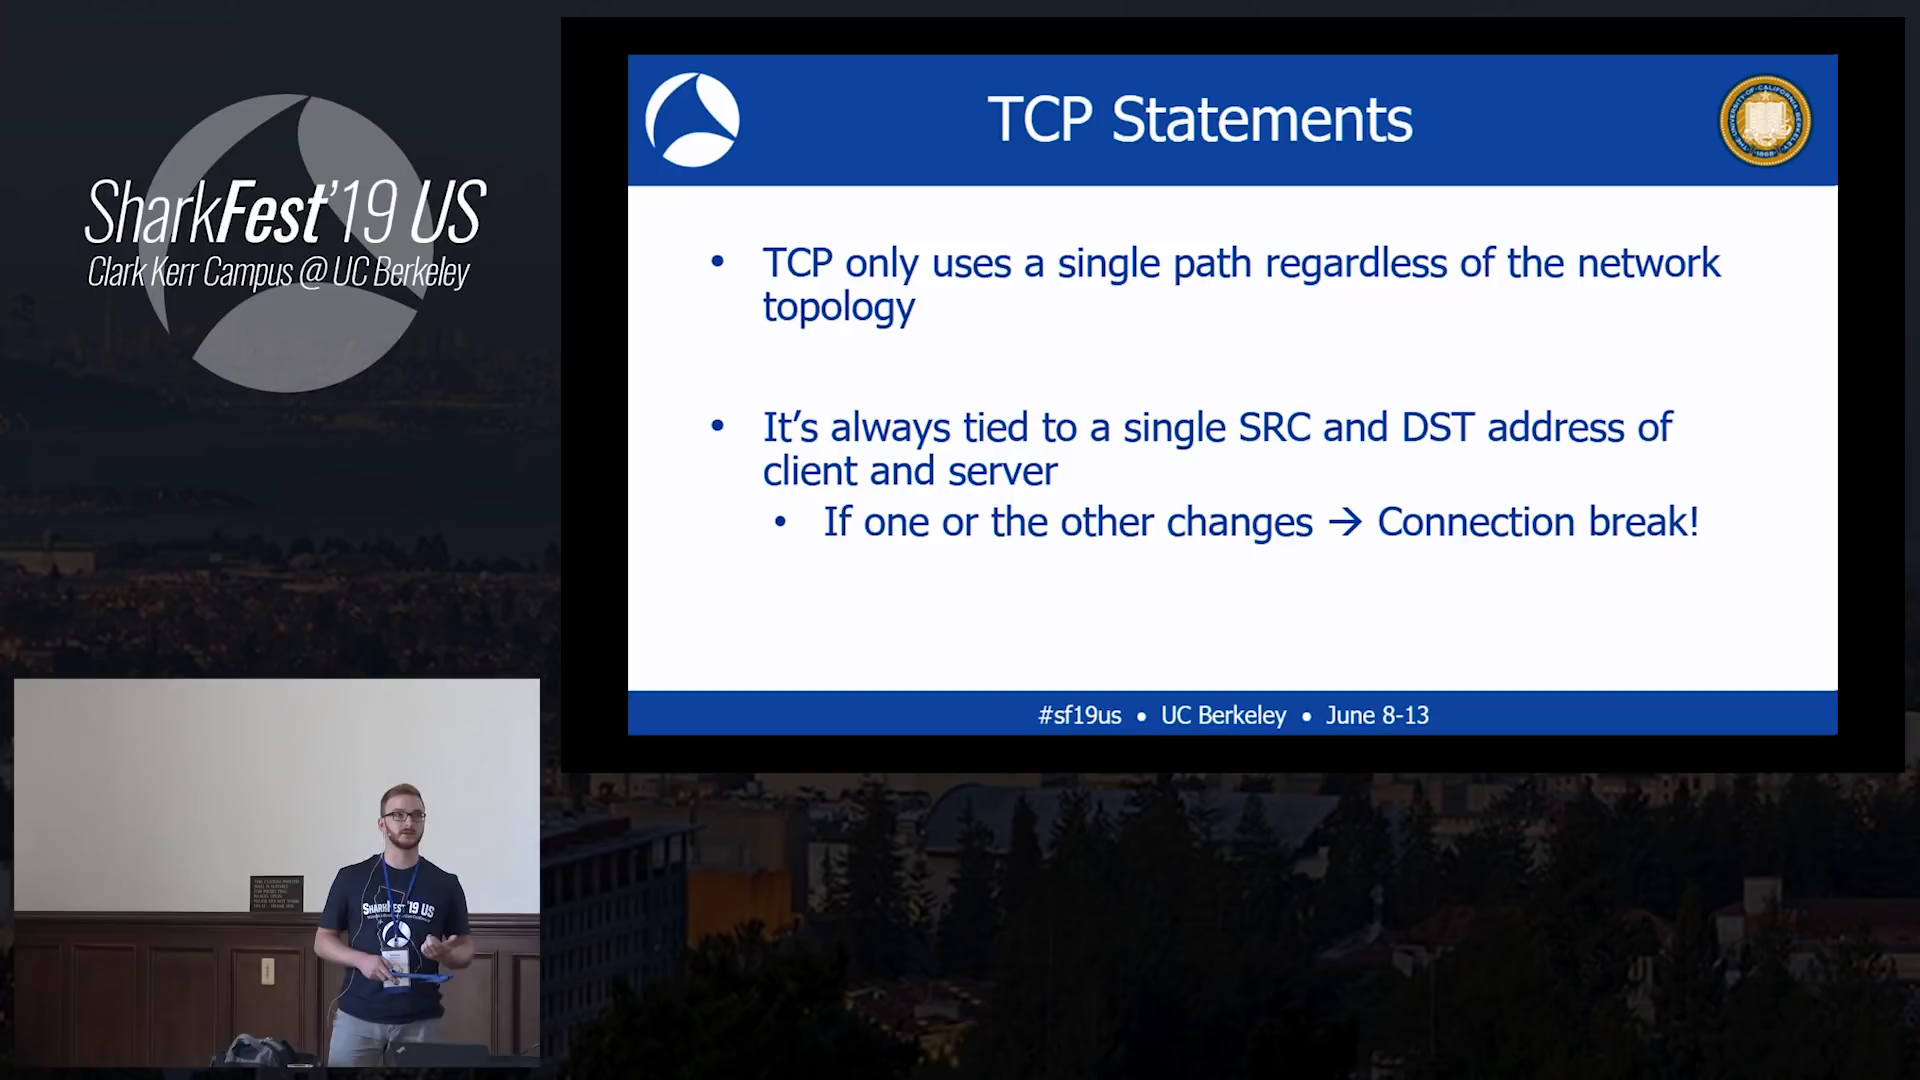 SharkFest'19 US
Clark Kerr Campus @ UC Berkeley
TCP Statements
• TCP only uses a single path regardless of the network
topology
• It's always tied to a single SRC and DST address of
client and server
• If one or the other changes → Connection break!
#sf19us • UC Berkeley • June 8-13
SHARKFEST'19 US